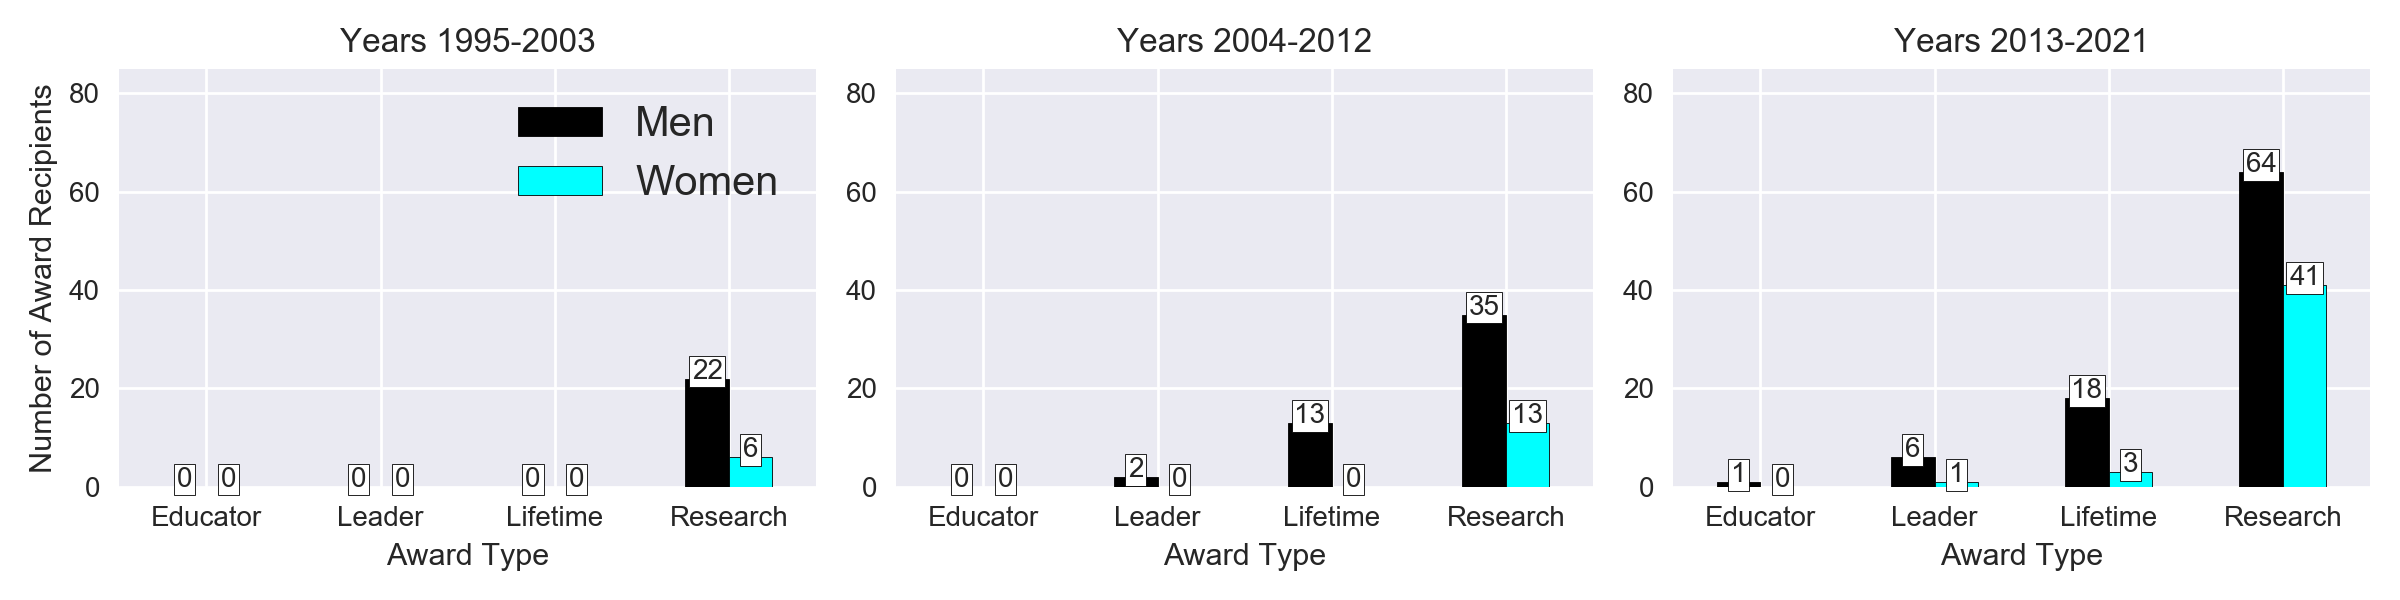 Years 1995-2003
Number of Award Recipients
80
60
40
20
0
Men
Women
0 0 0 0 0 0 22 6
Educator Leader Lifetime Research
Award Type
Years 2004-2012
80
60
40
20
0
0 0 2 0 13 0 35 13
Educator Leader Lifetime Research
Award Type
Years 2013-2021
80
60
40
20
0
1 0 6 1 18 3 64 41
Educator Leader Lifetime Research
Award Type